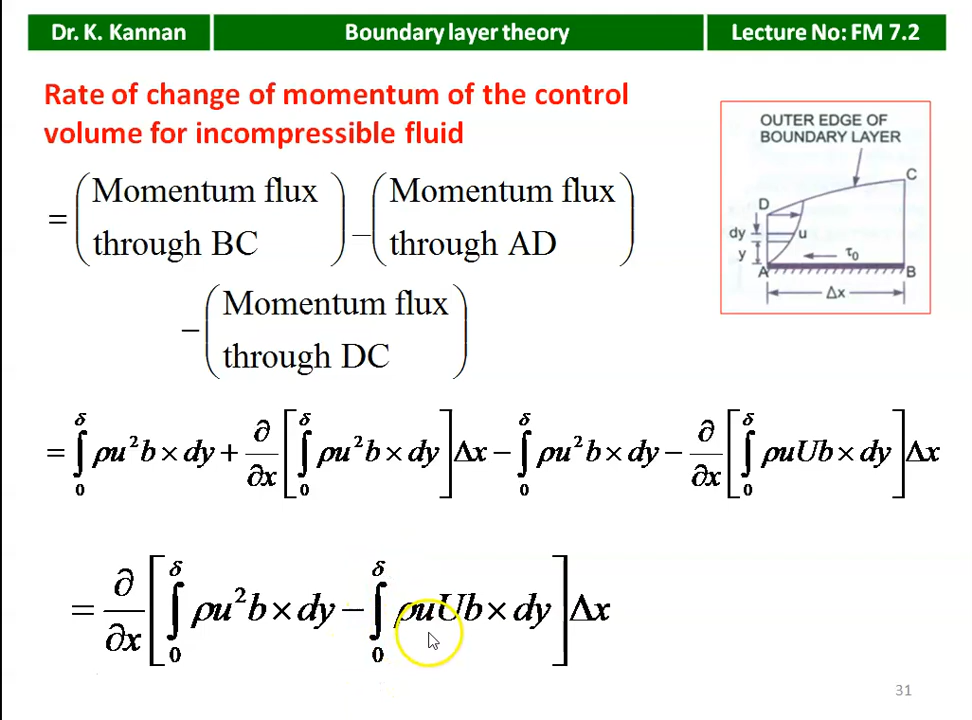 Dr. K. Kannan
Boundary layer theory
Lecture No: FM 7.2
Rate of change of momentum of the control
volume for incompressible fluid
= (Momentum flux through BC) − (Momentum flux through AD)
− (Momentum flux through DC)
OUTER EDGE OF
BOUNDARY LAYER
C
D
dy
u
y
τ₀
A
B
Δx
= ∫₀^δ ρu²b × dy + ∂/∂x [∫₀^δ ρu²b × dy] Δx − ∫₀^δ ρu²b × dy − ∂/∂x [∫₀^δ ρuUb × dy] Δx
= ∂/∂x [∫₀^δ ρu²b × dy − ∫₀^δ ρuUb × dy] Δx
31